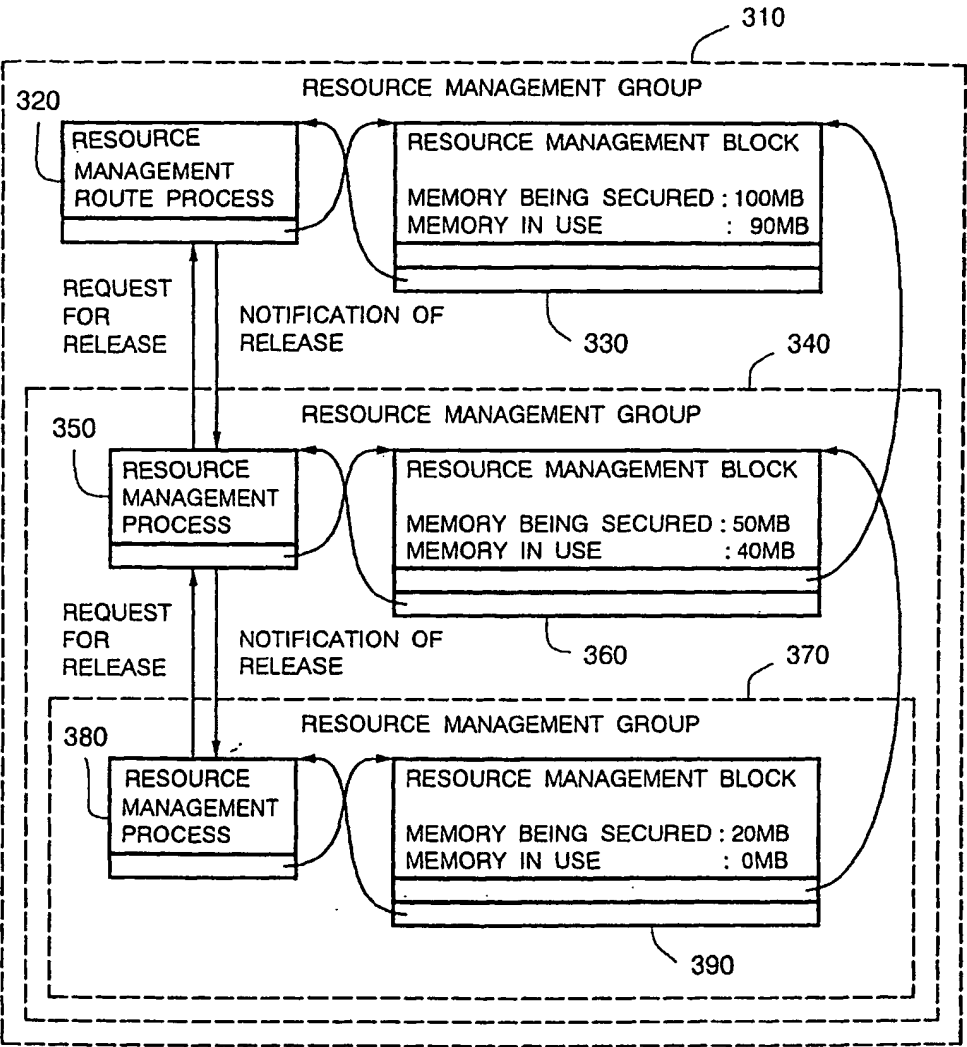 310
RESOURCE MANAGEMENT GROUP
320
RESOURCE
MANAGEMENT
ROUTE PROCESS
RESOURCE MANAGEMENT BLOCK
MEMORY BEING SECURED : 100MB
MEMORY IN USE : 90MB
REQUEST
FOR
RELEASE
NOTIFICATION OF
RELEASE
330
340
RESOURCE MANAGEMENT GROUP
350
RESOURCE
MANAGEMENT
PROCESS
RESOURCE MANAGEMENT BLOCK
MEMORY BEING SECURED : 50MB
MEMORY IN USE : 40MB
REQUEST
FOR
RELEASE
NOTIFICATION OF
RELEASE
360
370
RESOURCE MANAGEMENT GROUP
380
RESOURCE
MANAGEMENT
PROCESS
RESOURCE MANAGEMENT BLOCK
MEMORY BEING SECURED : 20MB
MEMORY IN USE : 0MB
390